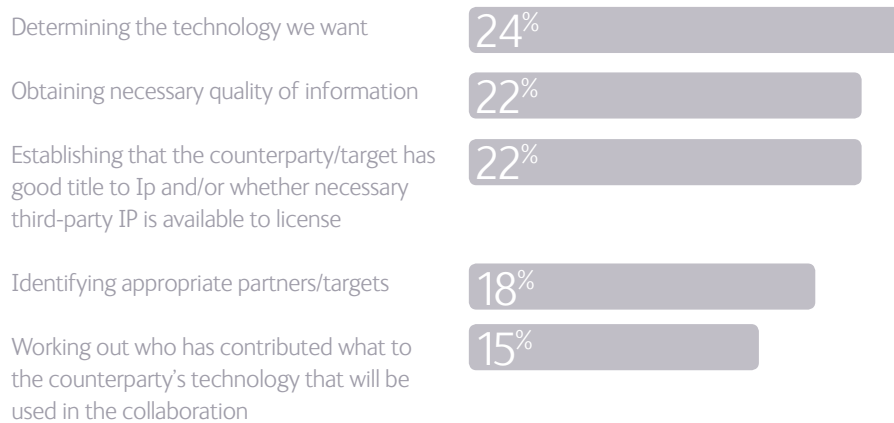 Determining the technology we want
24%
Obtaining necessary quality of information
22%
Establishing that the counterparty/target has
good title to Ip and/or whether necessary
third-party IP is available to license
22%
Identifying appropriate partners/targets
18%
Working out who has contributed what to
the counterparty's technology that will be
used in the collaboration
15%